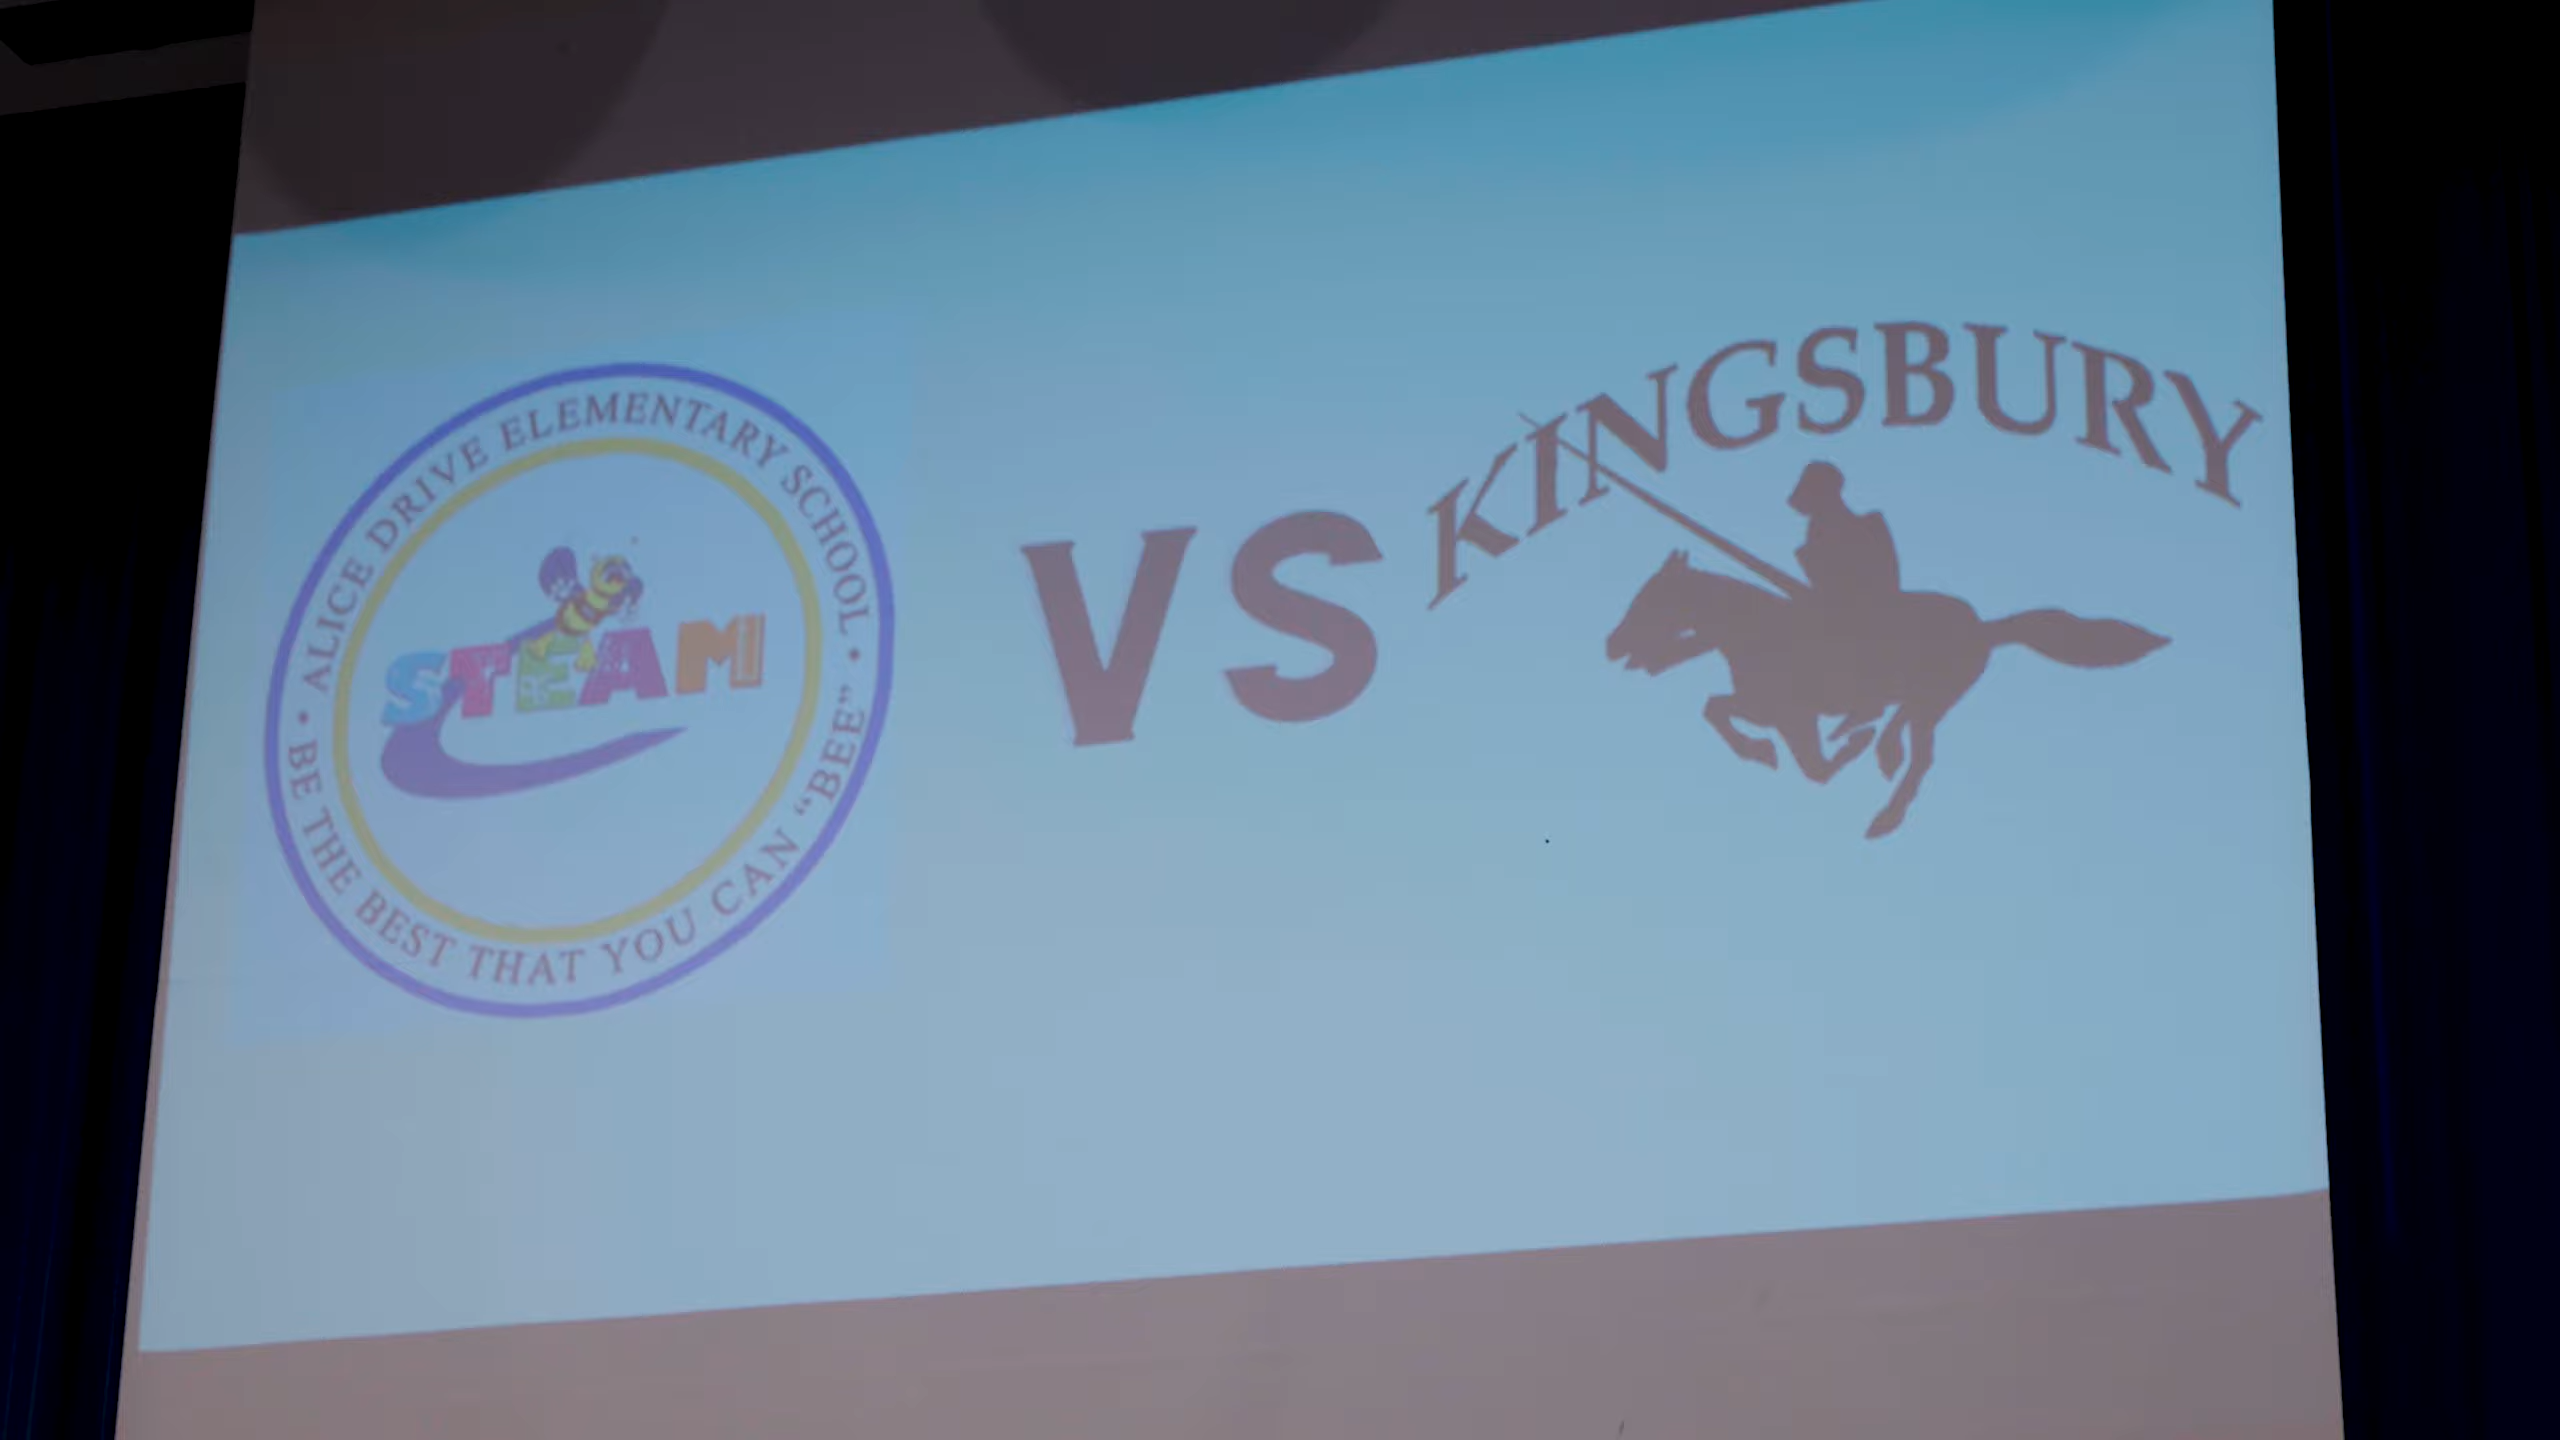 • ALICE DRIVE ELEMENTARY SCHOOL •
STEAM
BE THE BEST THAT YOU CAN “BEE”
VS
KINGSBURY